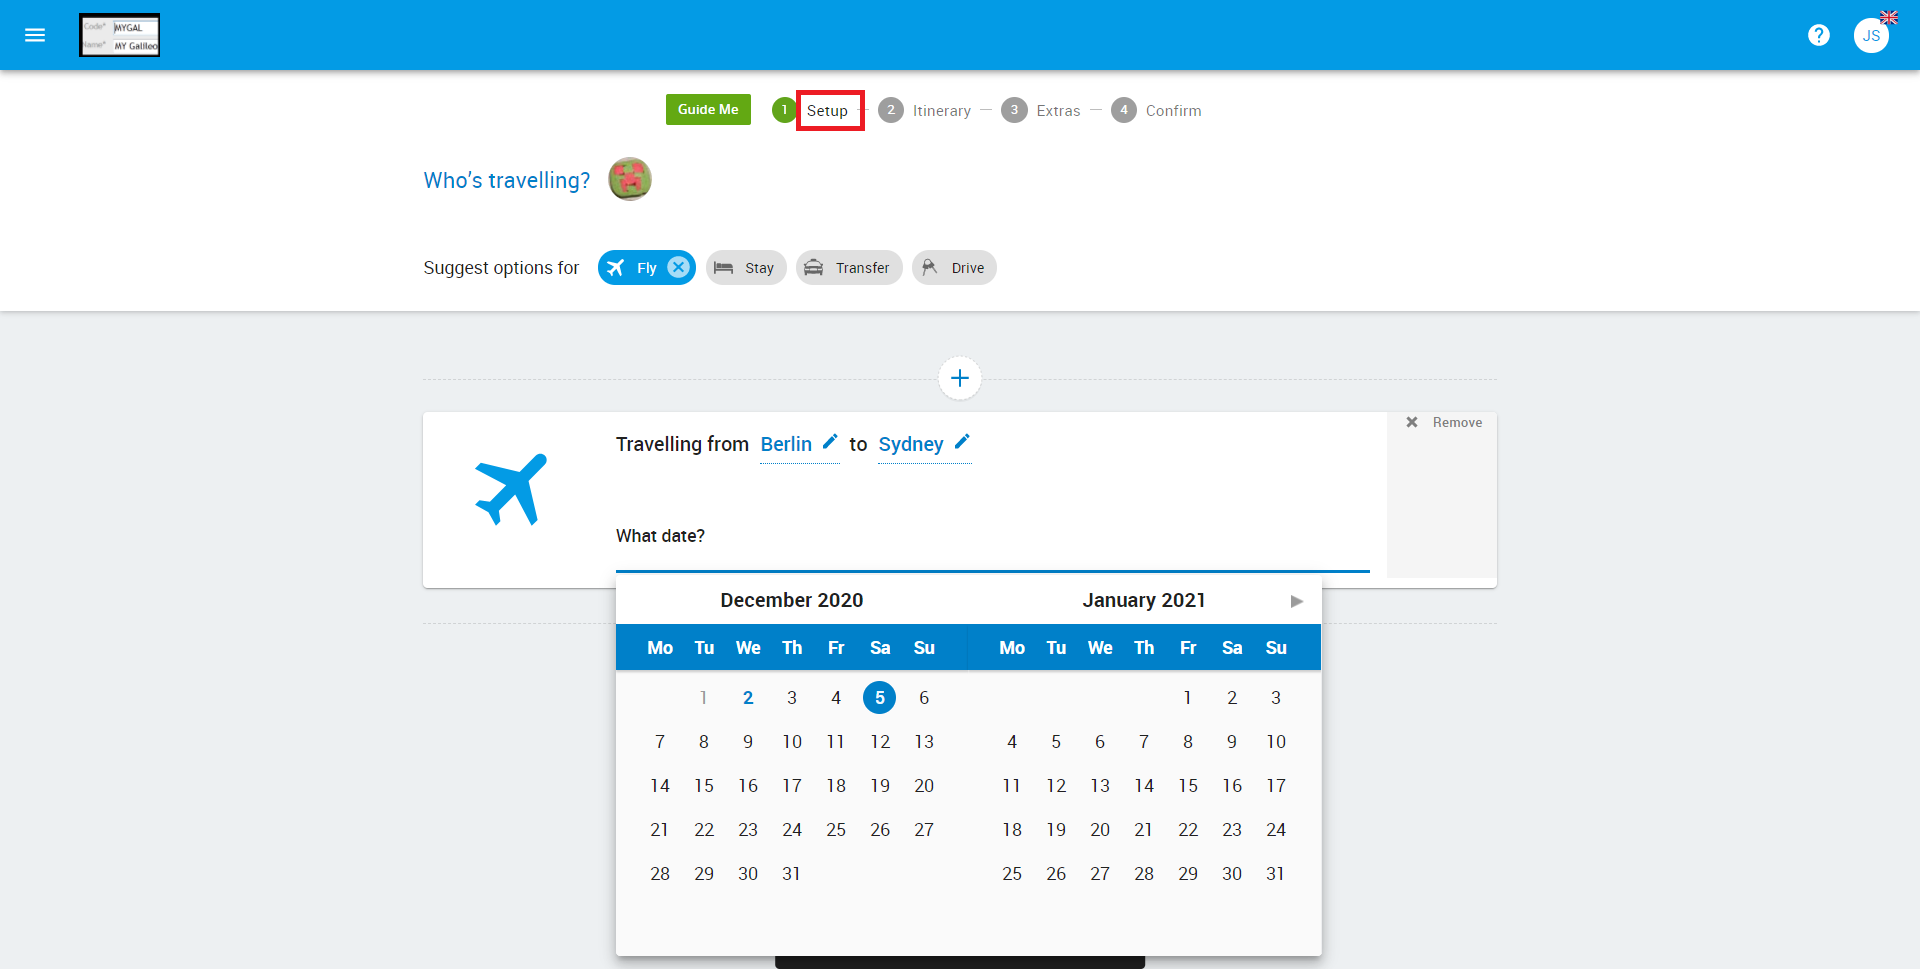 Code* MYGAL
Name* MY Galileo
? JS
Guide Me 1 Setup 2 Itinerary 3 Extras 4 Confirm
Who's travelling?
Suggest options for Fly Stay Transfer Drive
Remove
Travelling from Berlin to Sydney
What date?
December 2020 January 2021
Mo Tu We Th Fr Sa Su Mo Tu We Th Fr Sa Su
1 2 3 4 5 6 1 2 3
7 8 9 10 11 12 13 4 5 6 7 8 9 10
14 15 16 17 18 19 20 11 12 13 14 15 16 17
21 22 23 24 25 26 27 18 19 20 21 22 23 24
28 29 30 31 25 26 27 28 29 30 31